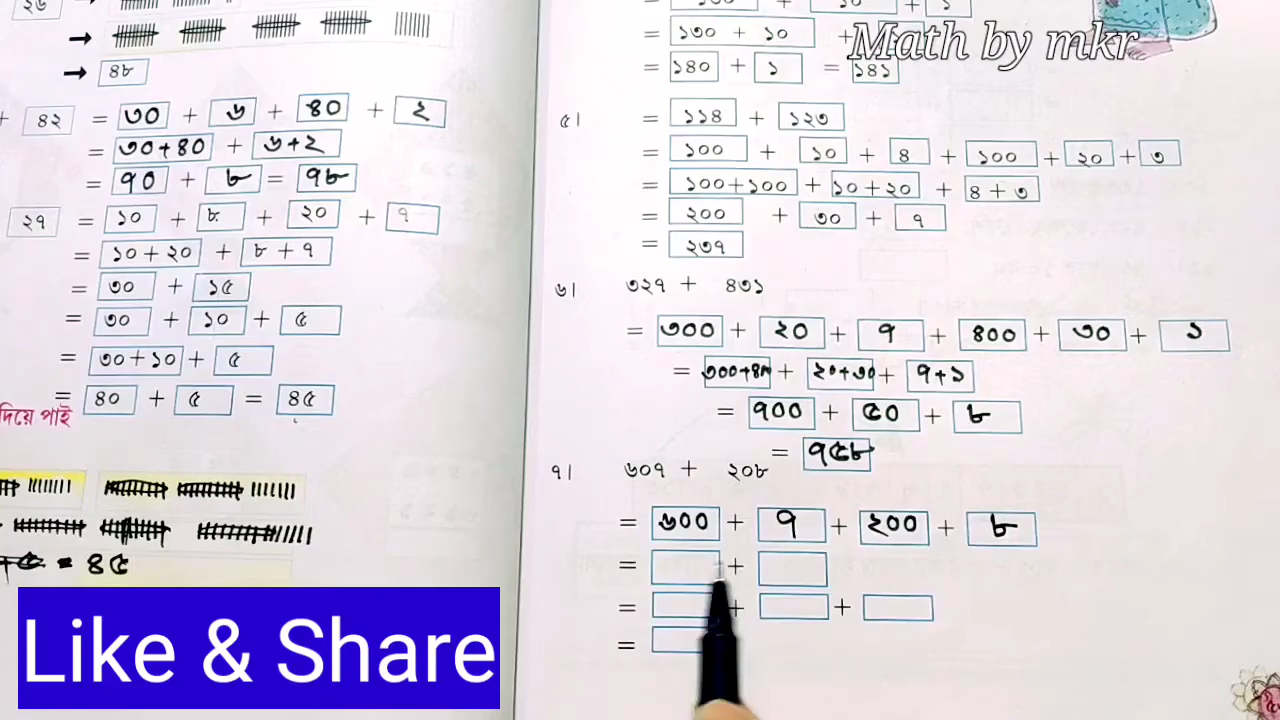 ২৬
→
→ ৪৮
+ ৪২ = ৩০ + ৬ + ৪০ + ২
= ৩০+৪০ + ৬+২
= ৭০ + ৮ = ৭৮
২৭ = ১০ + ৮ + ২০ + ৭
= ১০+২০ + ৮+৭
= ৩০ + ১৫
= ৩০ + ১০ + ৫
= ৩০+১০ + ৫
= ৪০ + ৫ = ৪৫
দিয়ে পাই
= ৪৫
Like & Share
= ১৩০ + ১০ +
= ১৪০ + ১ = ১৪১
Math by mkr
৫। = ১১৪ + ১২৩
= ১০০ + ১০ + ৪ + ১০০ + ২০ + ৩
= ১০০+১০০ + ১০+২০ + ৪+৩
= ২০০ + ৩০ + ৭
= ২৩৭
৬। ৩২৭ + ৪৩১
= ৩০০ + ২০ + ৭ + ৪০০ + ৩০ + ১
= ৩০০+৪০০ + ২০+৩০ + ৭+১
= ৭০০ + ৫০ + ৮
= ৭৫৮
৭। ৬০৭ + ২০৮
= ৬০০ + ৭ + ২০০ + ৮
= +
= + +
=